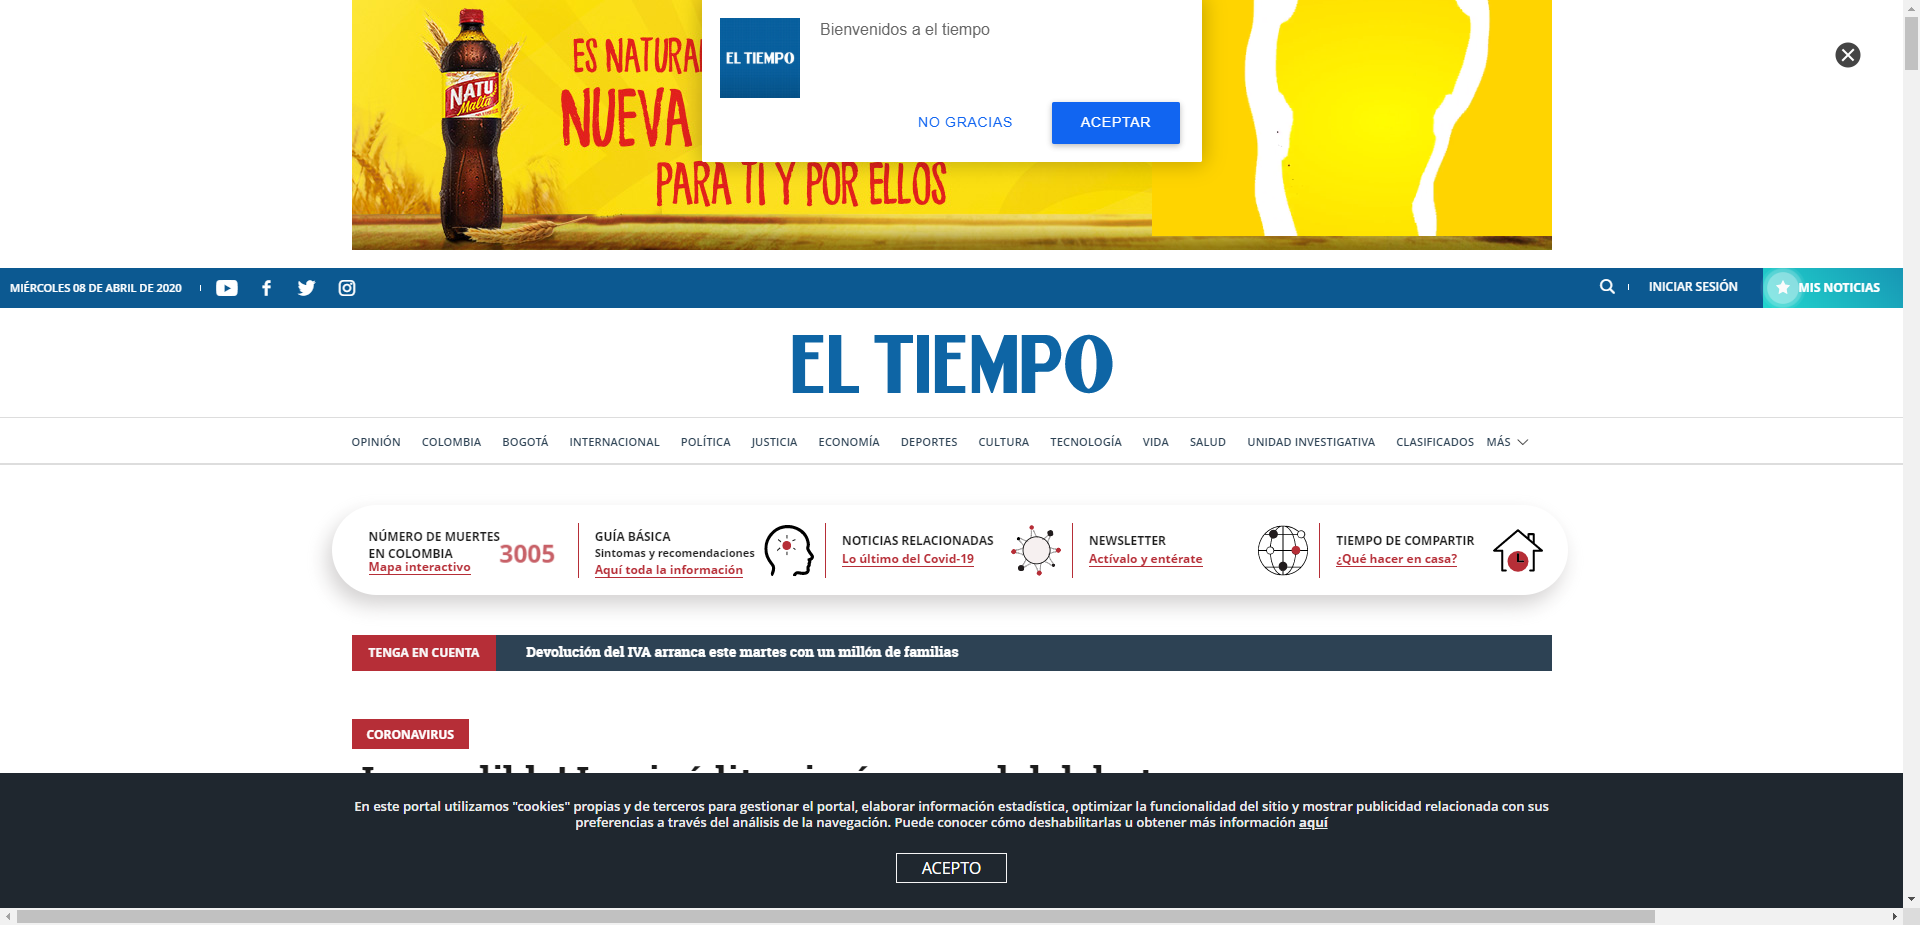 ES NATURAL
NUEVA
PARA TI Y POR ELLOS
NATU
Malta
EL TIEMPO
Bienvenidos a el tiempo
NO GRACIAS
ACEPTAR
MIÉRCOLES 08 DE ABRIL DE 2020
INICIAR SESIÓN
MIS NOTICIAS
EL TIEMPO
OPINIÓN COLOMBIA BOGOTÁ INTERNACIONAL POLÍTICA JUSTICIA ECONOMÍA DEPORTES CULTURA TECNOLOGÍA VIDA SALUD UNIDAD INVESTIGATIVA CLASIFICADOS MÁS
NÚMERO DE MUERTES
EN COLOMBIA
3005
Mapa interactivo
GUÍA BÁSICA
Sintomas y recomendaciones
Aquí toda la información
NOTICIAS RELACIONADAS
Lo último del Covid-19
NEWSLETTER
Actívalo y entérate
TIEMPO DE COMPARTIR
¿Qué hacer en casa?
TENGA EN CUENTA
Devolución del IVA arranca este martes con un millón de familias
CORONAVIRUS
En este portal utilizamos "cookies" propias y de terceros para gestionar el portal, elaborar información estadística, optimizar la funcionalidad del sitio y mostrar publicidad relacionada con sus
preferencias a través del análisis de la navegación. Puede conocer cómo deshabilitarlas u obtener más información aquí
ACEPTO